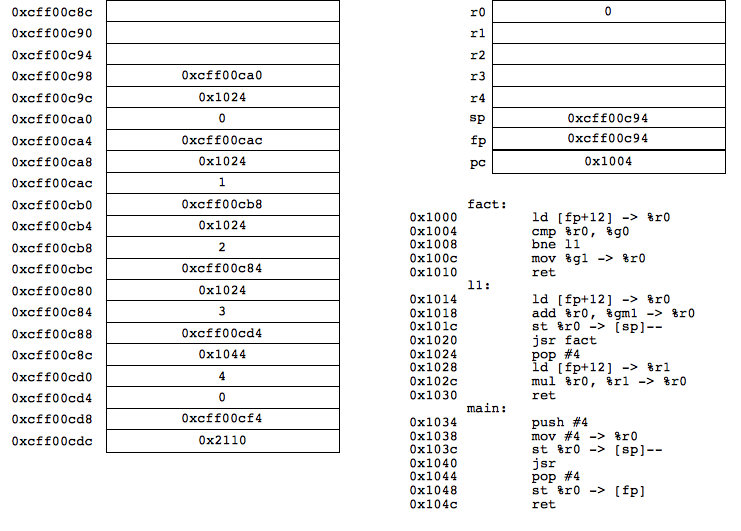 0xcff00c8c
0xcff00c90
0xcff00c94
0xcff00c98 0xcff00ca0
0xcff00c9c 0x1024
0xcff00ca0 0
0xcff00ca4 0xcff00cac
0xcff00ca8 0x1024
0xcff00cac 1
0xcff00cb0 0xcff00cb8
0xcff00cb4 0x1024
0xcff00cb8 2
0xcff00cbc 0xcff00c84
0xcff00c80 0x1024
0xcff00c84 3
0xcff00c88 0xcff00cd4
0xcff00c8c 0x1044
0xcff00cd0 4
0xcff00cd4 0
0xcff00cd8 0xcff00cf4
0xcff00cdc 0x2110
r0 0
r1
r2
r3
r4
sp 0xcff00c94
fp 0xcff00c94
pc 0x1004
fact:
0x1000 ld [fp+12] -> %r0
0x1004 cmp %r0, %g0
0x1008 bne l1
0x100c mov %g1 -> %r0
0x1010 ret
l1:
0x1014 ld [fp+12] -> %r0
0x1018 add %r0, %gm1 -> %r0
0x101c st %r0 -> [sp]--
0x1020 jsr fact
0x1024 pop #4
0x1028 ld [fp+12] -> %r1
0x102c mul %r0, %r1 -> %r0
0x1030 ret
main:
0x1034 push #4
0x1038 mov #4 -> %r0
0x103c st %r0 -> [sp]--
0x1040 jsr
0x1044 pop #4
0x1048 st %r0 -> [fp]
0x104c ret